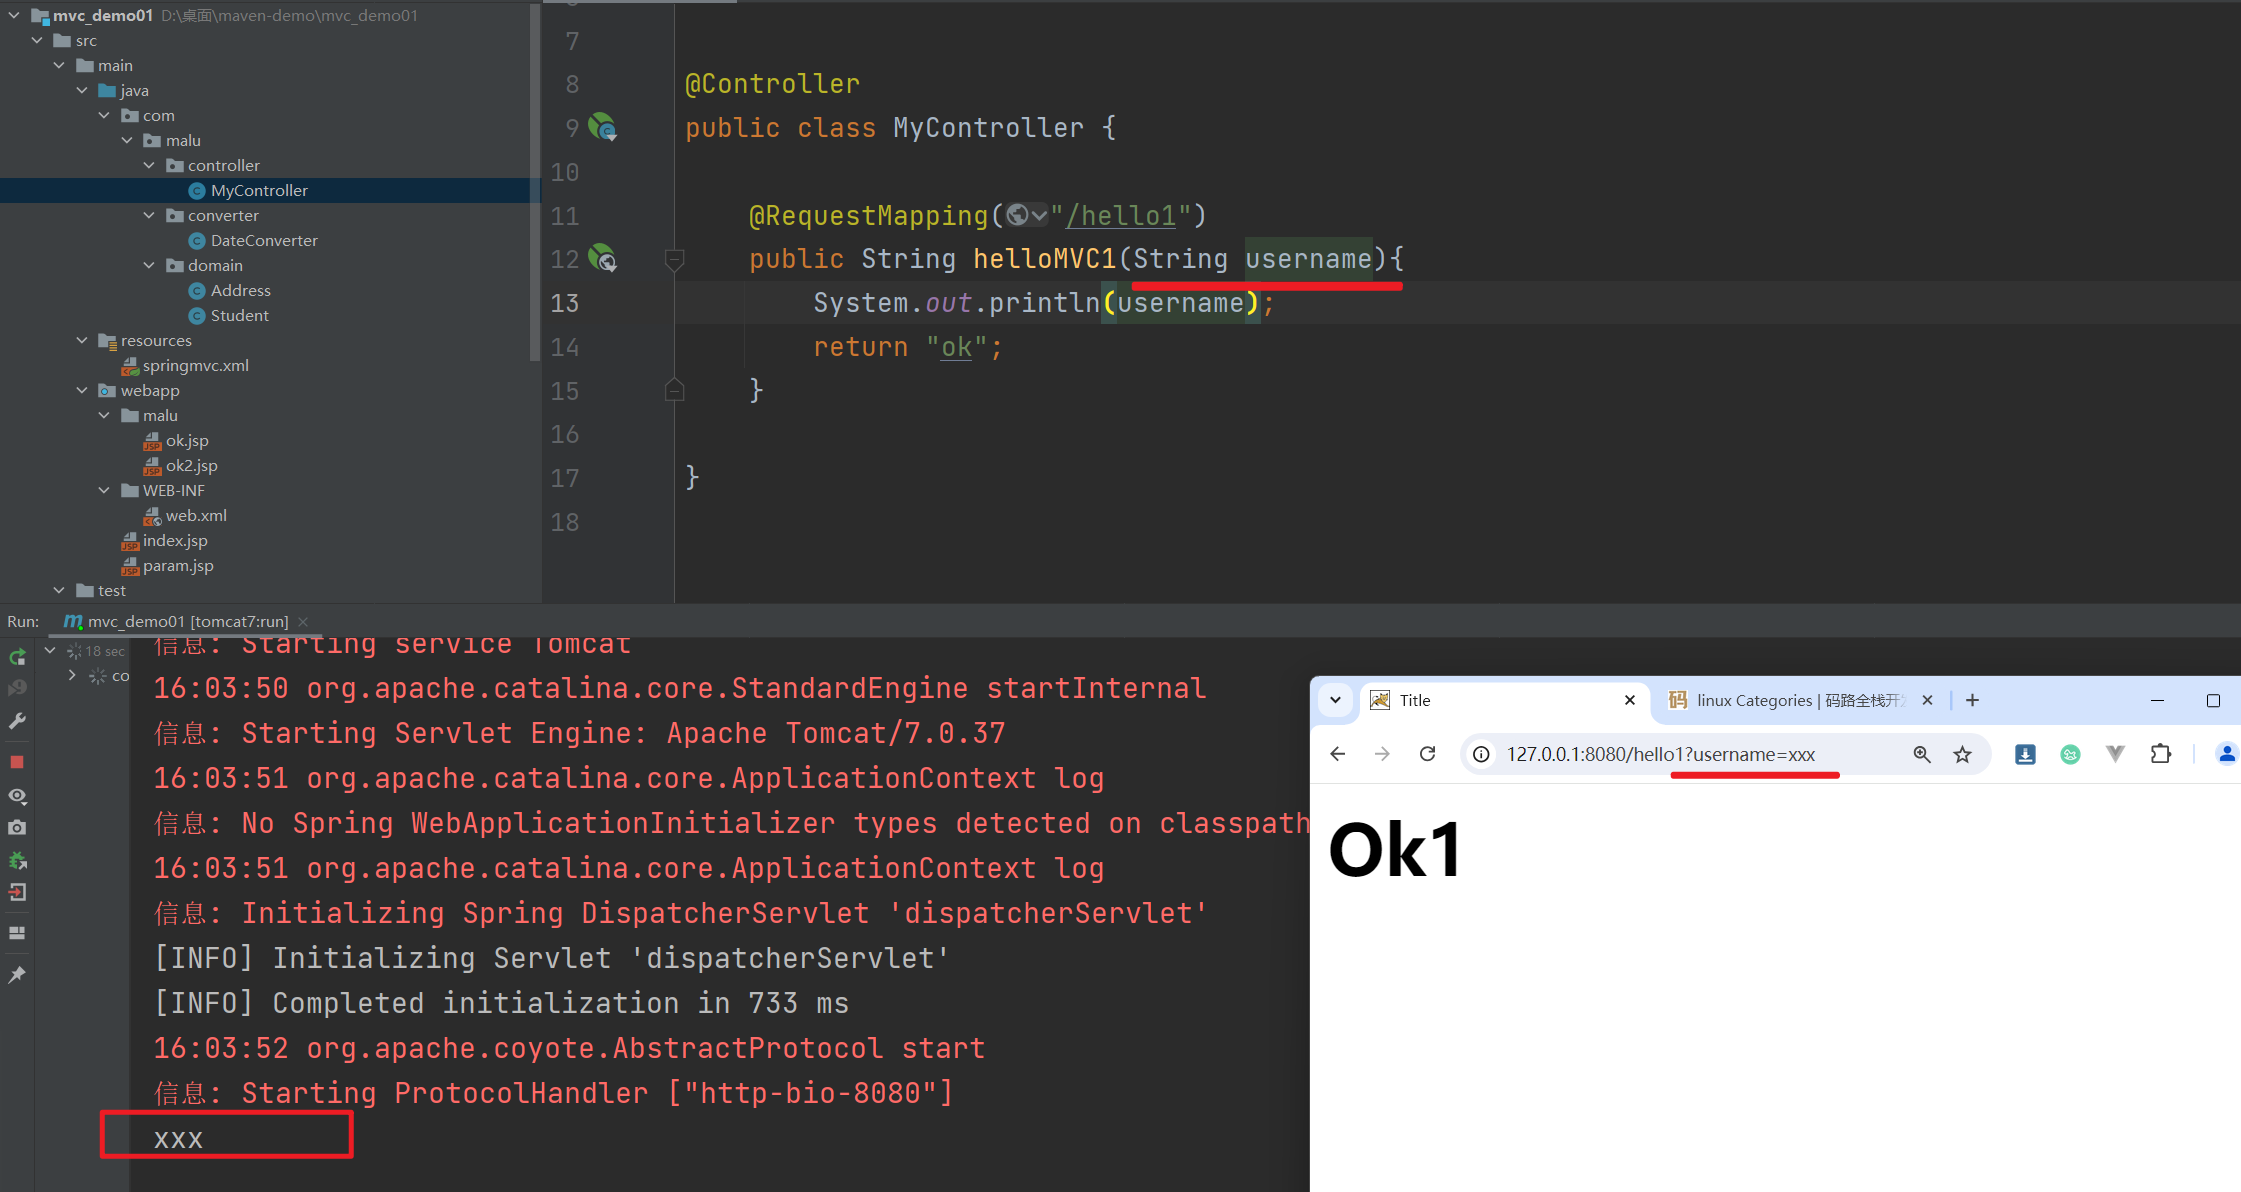 mvc_demo01 D:\桌面\maven-demo\mvc_demo01
src
main
java
com
malu
controller
MyController
converter
DateConverter
domain
Address
Student
resources
springmvc.xml
webapp
malu
ok.jsp
ok2.jsp
WEB-INF
web.xml
index.jsp
param.jsp
test
7
8 @Controller
9 public class MyController {
10
11 @RequestMapping("/hello1")
12 public String helloMVC1(String username){
13 System.out.println(username);
14 return "ok";
15 }
16
17 }
18
Run: mvc_demo01 [tomcat7:run]
18 sec
co
信息: Starting service Tomcat
16:03:50 org.apache.catalina.core.StandardEngine startInternal
信息: Starting Servlet Engine: Apache Tomcat/7.0.37
16:03:51 org.apache.catalina.core.ApplicationContext log
信息: No Spring WebApplicationInitializer types detected on classpath
16:03:51 org.apache.catalina.core.ApplicationContext log
信息: Initializing Spring DispatcherServlet 'dispatcherServlet'
[INFO] Initializing Servlet 'dispatcherServlet'
[INFO] Completed initialization in 733 ms
16:03:52 org.apache.coyote.AbstractProtocol start
信息: Starting ProtocolHandler ["http-bio-8080"]
xxx
Title
码 linux Categories | 码路全栈开
127.0.0.1:8080/hello1?username=xxx
Ok1